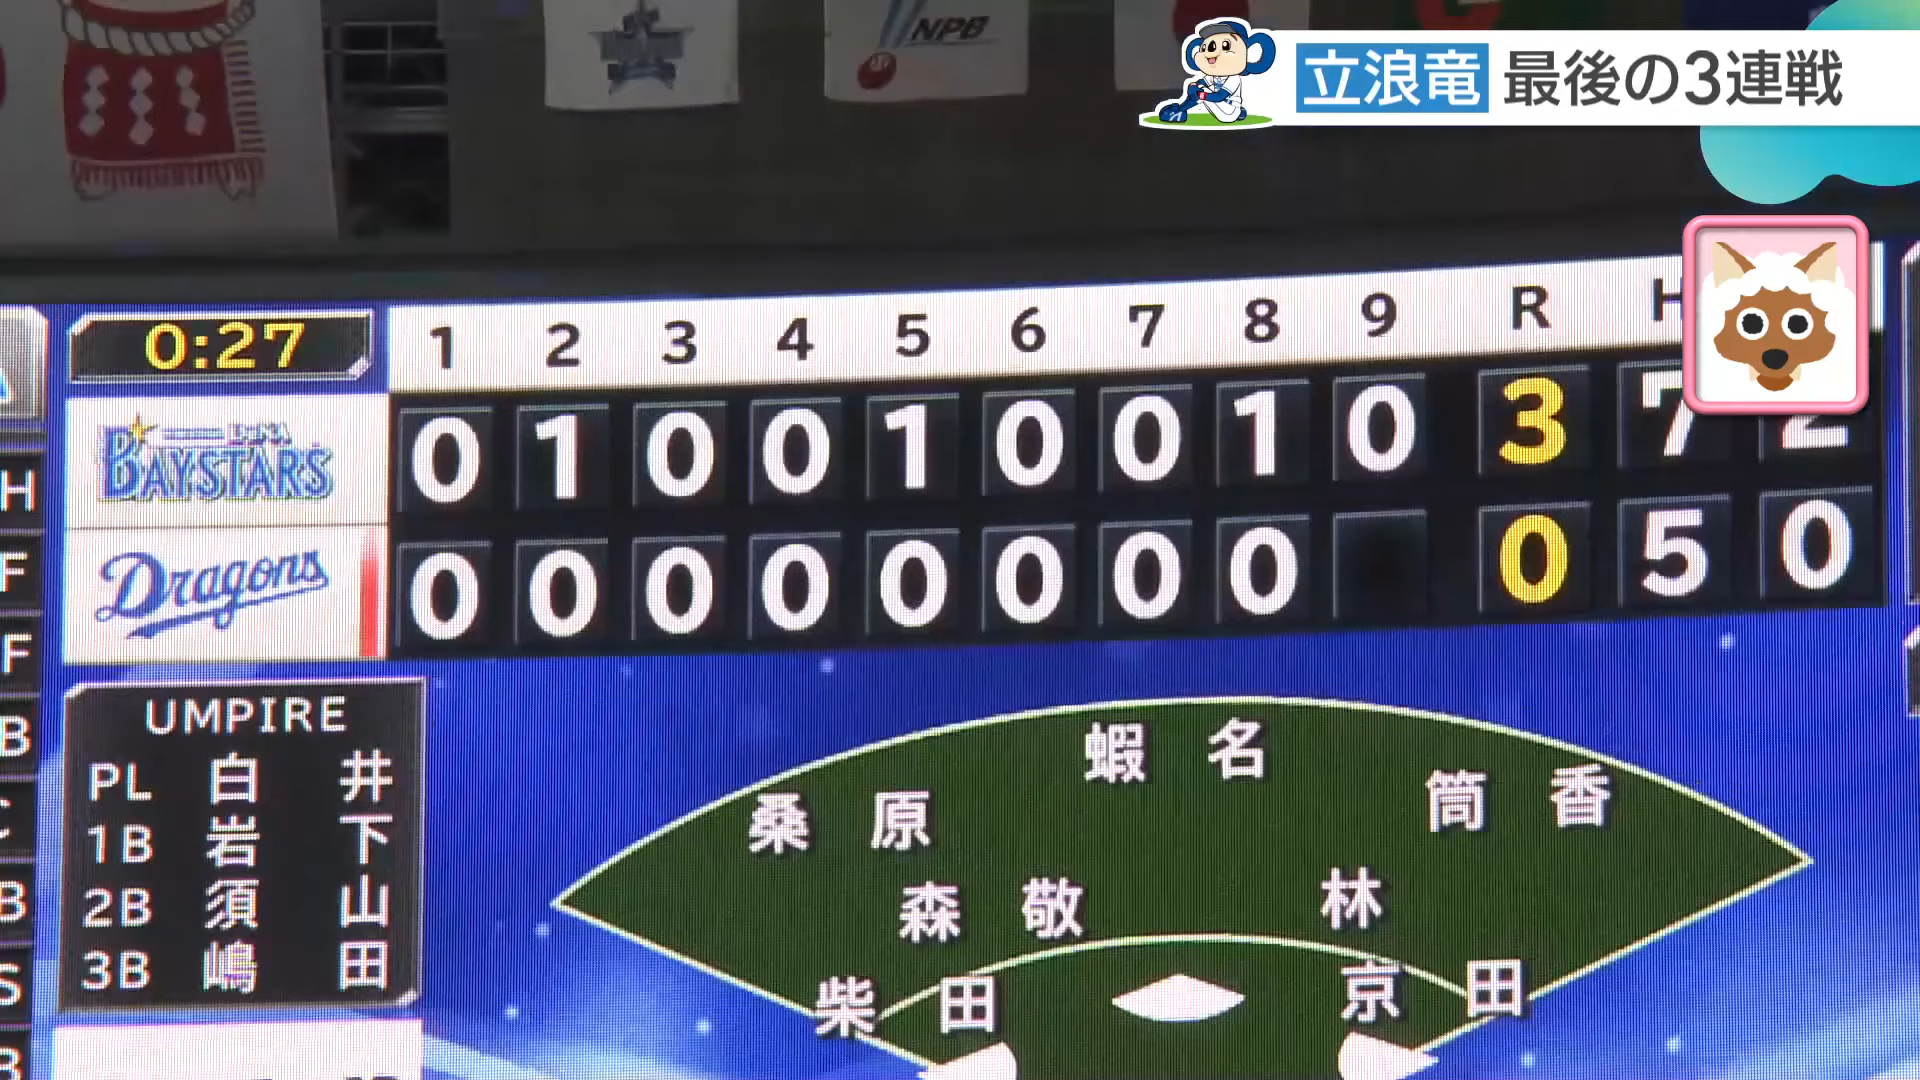 NPB
立浪竜 最後の3連戦
0:27 1 2 3 4 5 6 7 8 9 R H
BAYSTARS 0 1 0 0 1 0 0 1 0 3 7 2
Dragons 0 0 0 0 0 0 0 0 0 5 0
H
F
F
B
B
S
UMPIRE
PL 白井
1B 岩下
2B 須山
3B 嶋田
蝦名
桑原
筒香
森敬
林
柴田
京田